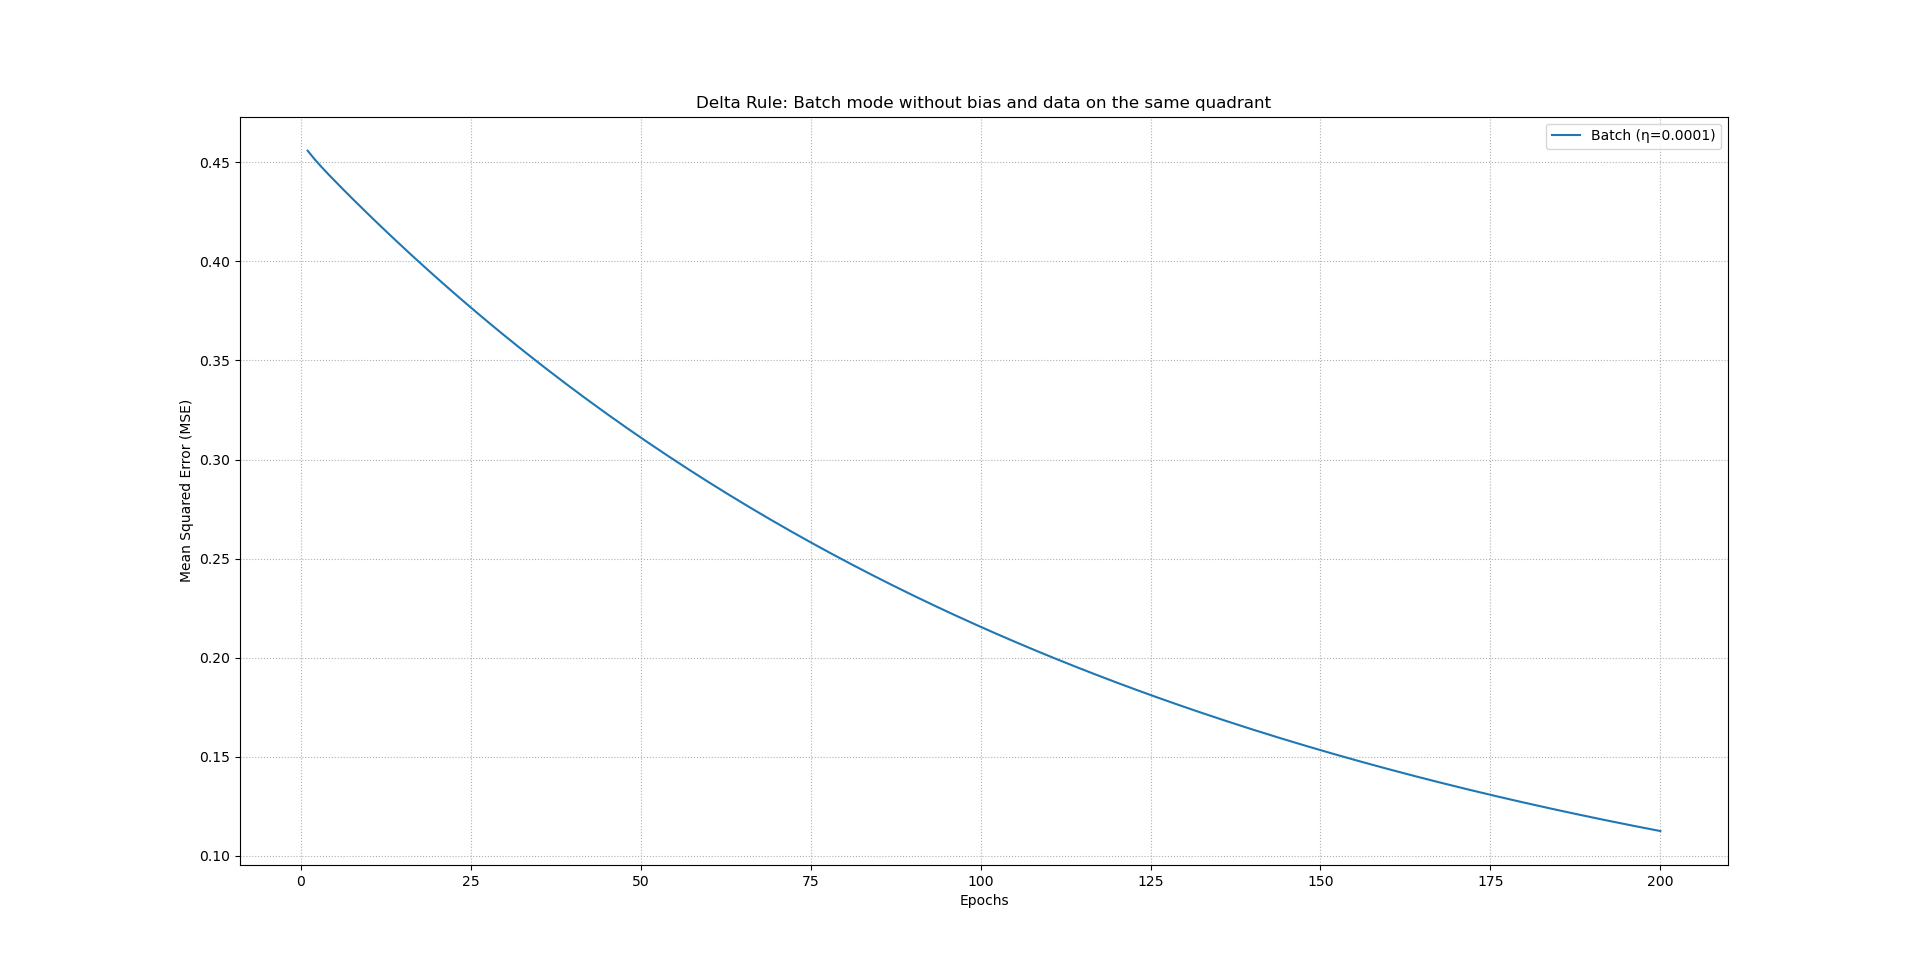 Delta Rule: Batch mode without bias and data on the same quadrant
Batch (η=0.0001)
Mean Squared Error (MSE)
0.45
0.40
0.35
0.30
0.25
0.20
0.15
0.10
0 25 50 75 100 125 150 175 200
Epochs